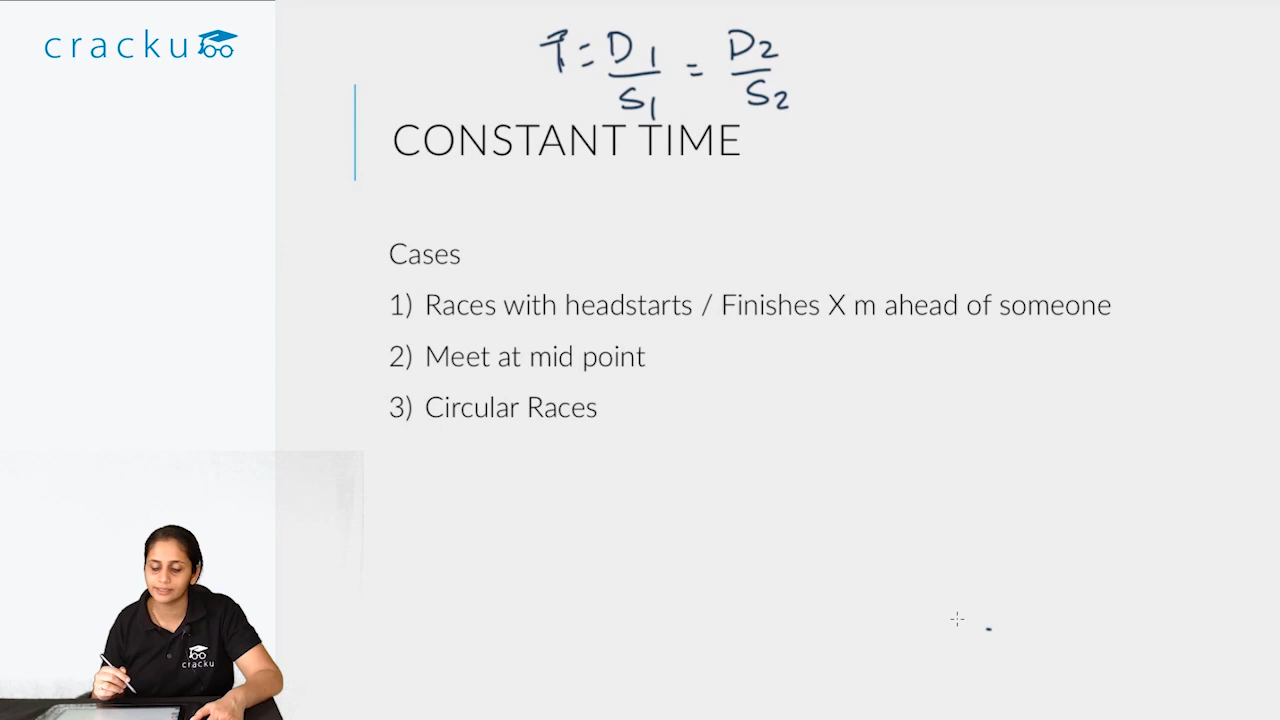 cracku
T = D1/S1 = D2/S2
CONSTANT TIME
Cases
1) Races with headstarts / Finishes X m ahead of someone
2) Meet at mid point
3) Circular Races
cracku